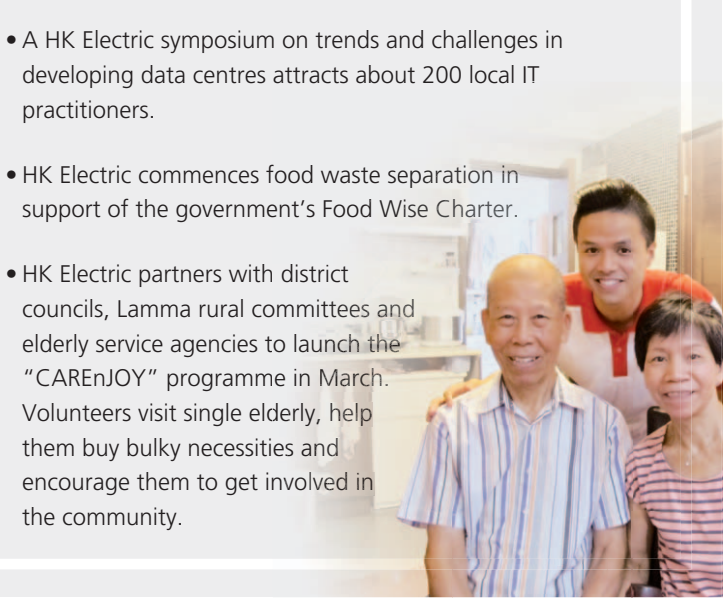 • A HK Electric symposium on trends and challenges in
developing data centres attracts about 200 local IT
practitioners.
• HK Electric commences food waste separation in
support of the government’s Food Wise Charter.
• HK Electric partners with district
councils, Lamma rural committees and
elderly service agencies to launch the
“CAREnJOY” programme in March.
Volunteers visit single elderly, help
them buy bulky necessities and
encourage them to get involved in
the community.